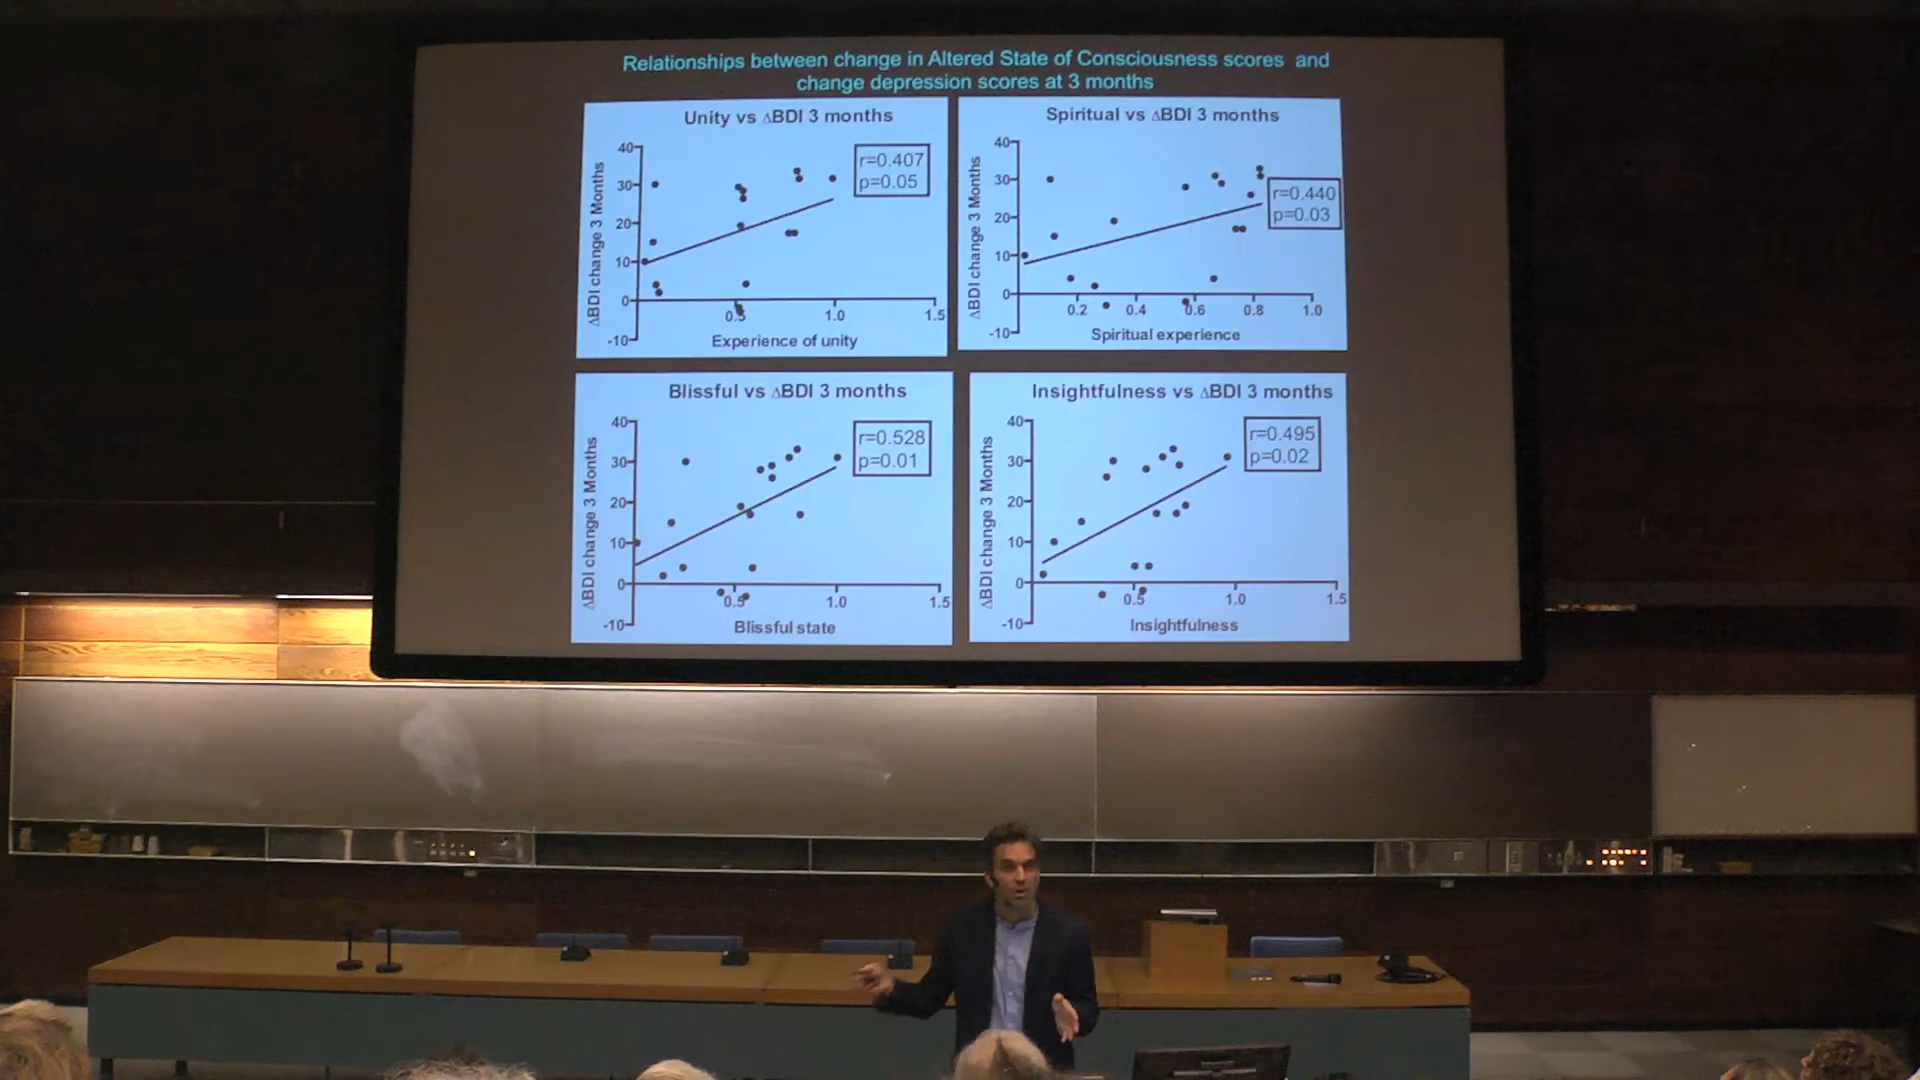 Relationships between change in Altered State of Consciousness scores and
change depression scores at 3 months
Unity vs ΔBDI 3 months
ΔBDI change 3 Months
40
30
20
10
0
-10
r=0.407
p=0.05
0.5
1.0
1.5
Experience of unity
Spiritual vs ΔBDI 3 months
ΔBDI change 3 Months
40
30
20
10
0
-10
r=0.440
p=0.03
0.2
0.4
0.6
0.8
1.0
Spiritual experience
Blissful vs ΔBDI 3 months
ΔBDI change 3 Months
40
30
20
10
0
-10
r=0.528
p=0.01
0.5
1.0
1.5
Blissful state
Insightfulness vs ΔBDI 3 months
ΔBDI change 3 Months
40
30
20
10
0
-10
r=0.495
p=0.02
0.5
1.0
1.5
Insightfulness